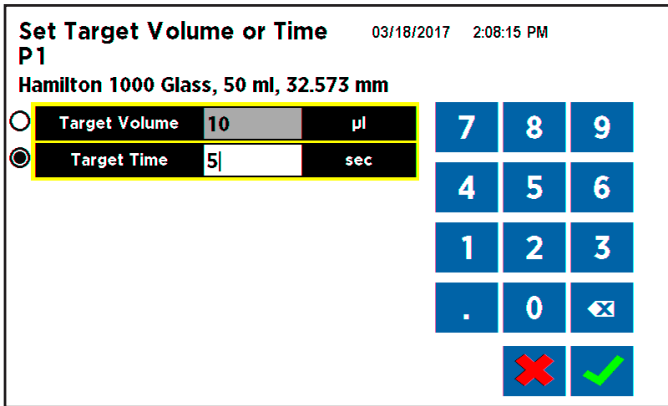 Set Target Volume or Time 03/18/2017 2:08:15 PM
P1
Hamilton 1000 Glass, 50 ml, 32.573 mm
Target Volume 10 µl
Target Time 5 sec
7 8 9
4 5 6
1 2 3
. 0